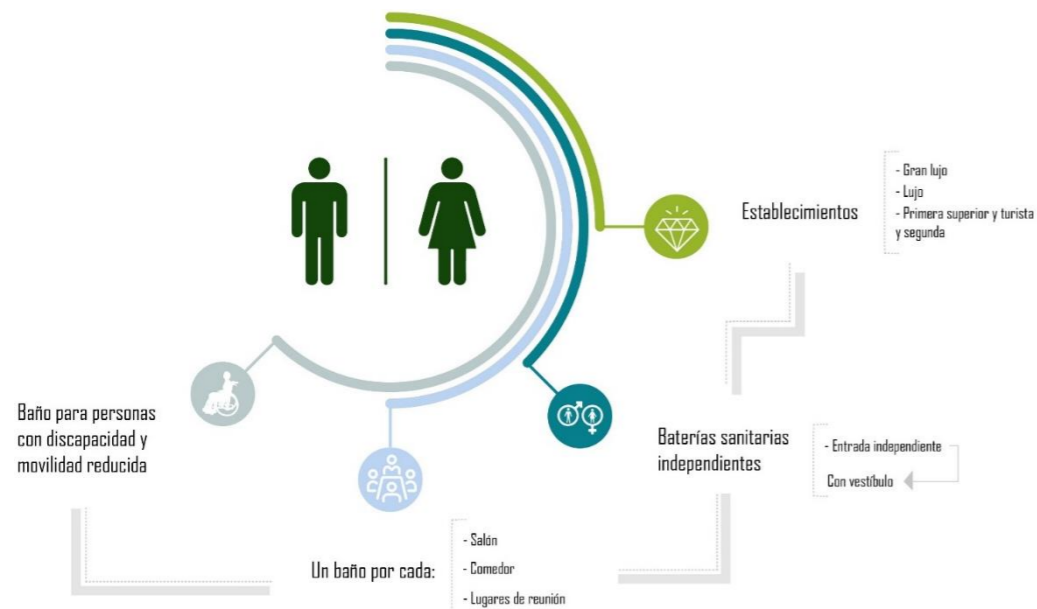 Establecimientos
- Gran lujo
- Lujo
- Primera superior y turista
y segunda
Baterías sanitarias
independientes
- Entrada independiente
Con vestíbulo
Un baño por cada:
- Salón
- Comedor
- Lugares de reunión
Baño para personas
con discapacidad y
movilidad reducida